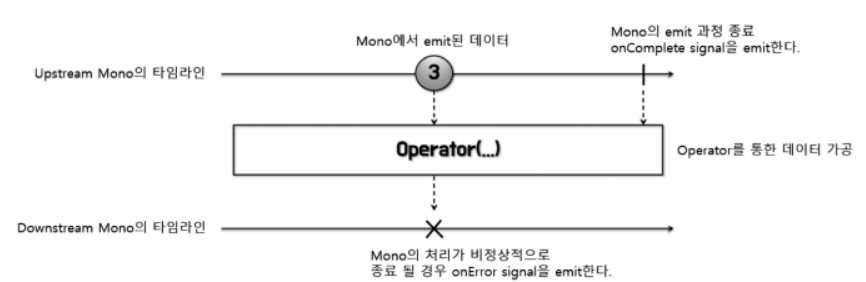 Mono에서 emit된 데이터
Mono의 emit 과정 종료
onComplete signal을 emit한다.
Upstream Mono의 타임라인
3
Operator(...)
Operator를 통한 데이터 가공
Downstream Mono의 타임라인
Mono의 처리가 비정상적으로
종료 될 경우 onError signal을 emit한다.